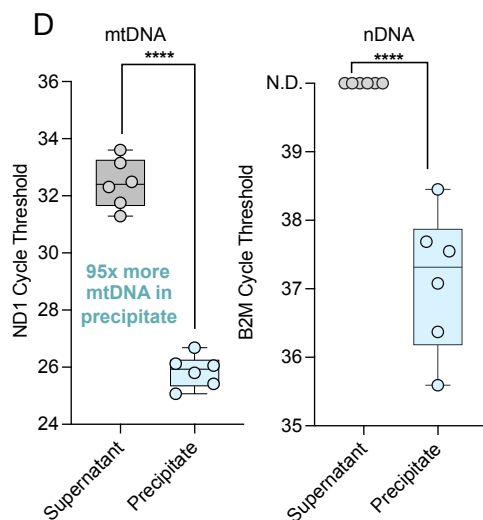 D
mtDNA
nDNA
****
****
ND1 Cycle Threshold
36
34
32
30
28
26
24
95x more
mtDNA in
precipitate
Supernatant
Precipitate
B2M Cycle Threshold
N.D.
39
38
37
36
35
Supernatant
Precipitate